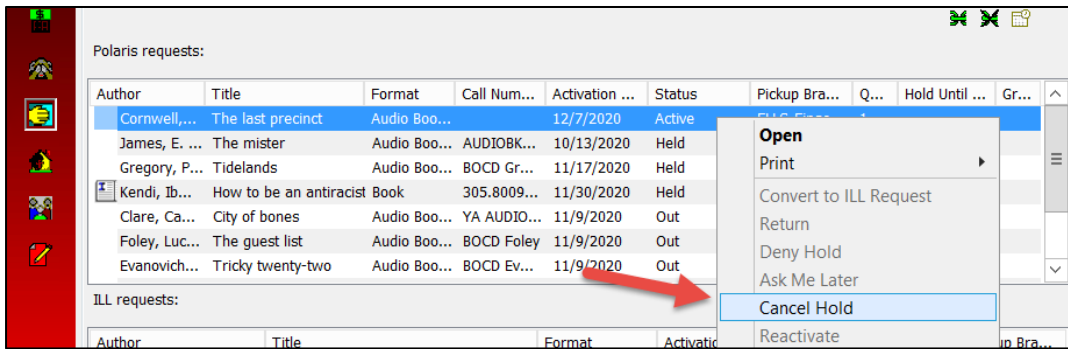 Polaris requests:
Author Title Format Call Num... Activation ... Status Pickup Bra... Q... Hold Until ... Gr...
Cornwell,... The last precinct Audio Boo... 12/7/2020 Active
James, E. ... The mister Audio Boo... AUDIOBK... 10/13/2020 Held
Gregory, P... Tidelands Audio Boo... BOCD Gr... 11/17/2020 Held
Kendi, Ib... How to be an antiracist Book 305.8009... 11/30/2020 Held
Clare, Ca... City of bones Audio Boo... YA AUDIO... 11/9/2020 Out
Foley, Luc... The guest list Audio Boo... BOCD Foley 11/9/2020 Out
Evanovich... Tricky twenty-two Audio Boo... BOCD Ev... 11/9/2020 Out
Open
Print
Convert to ILL Request
Return
Deny Hold
Ask Me Later
Cancel Hold
Reactivate
ILL requests:
Author Title Format Activatio up Bra...